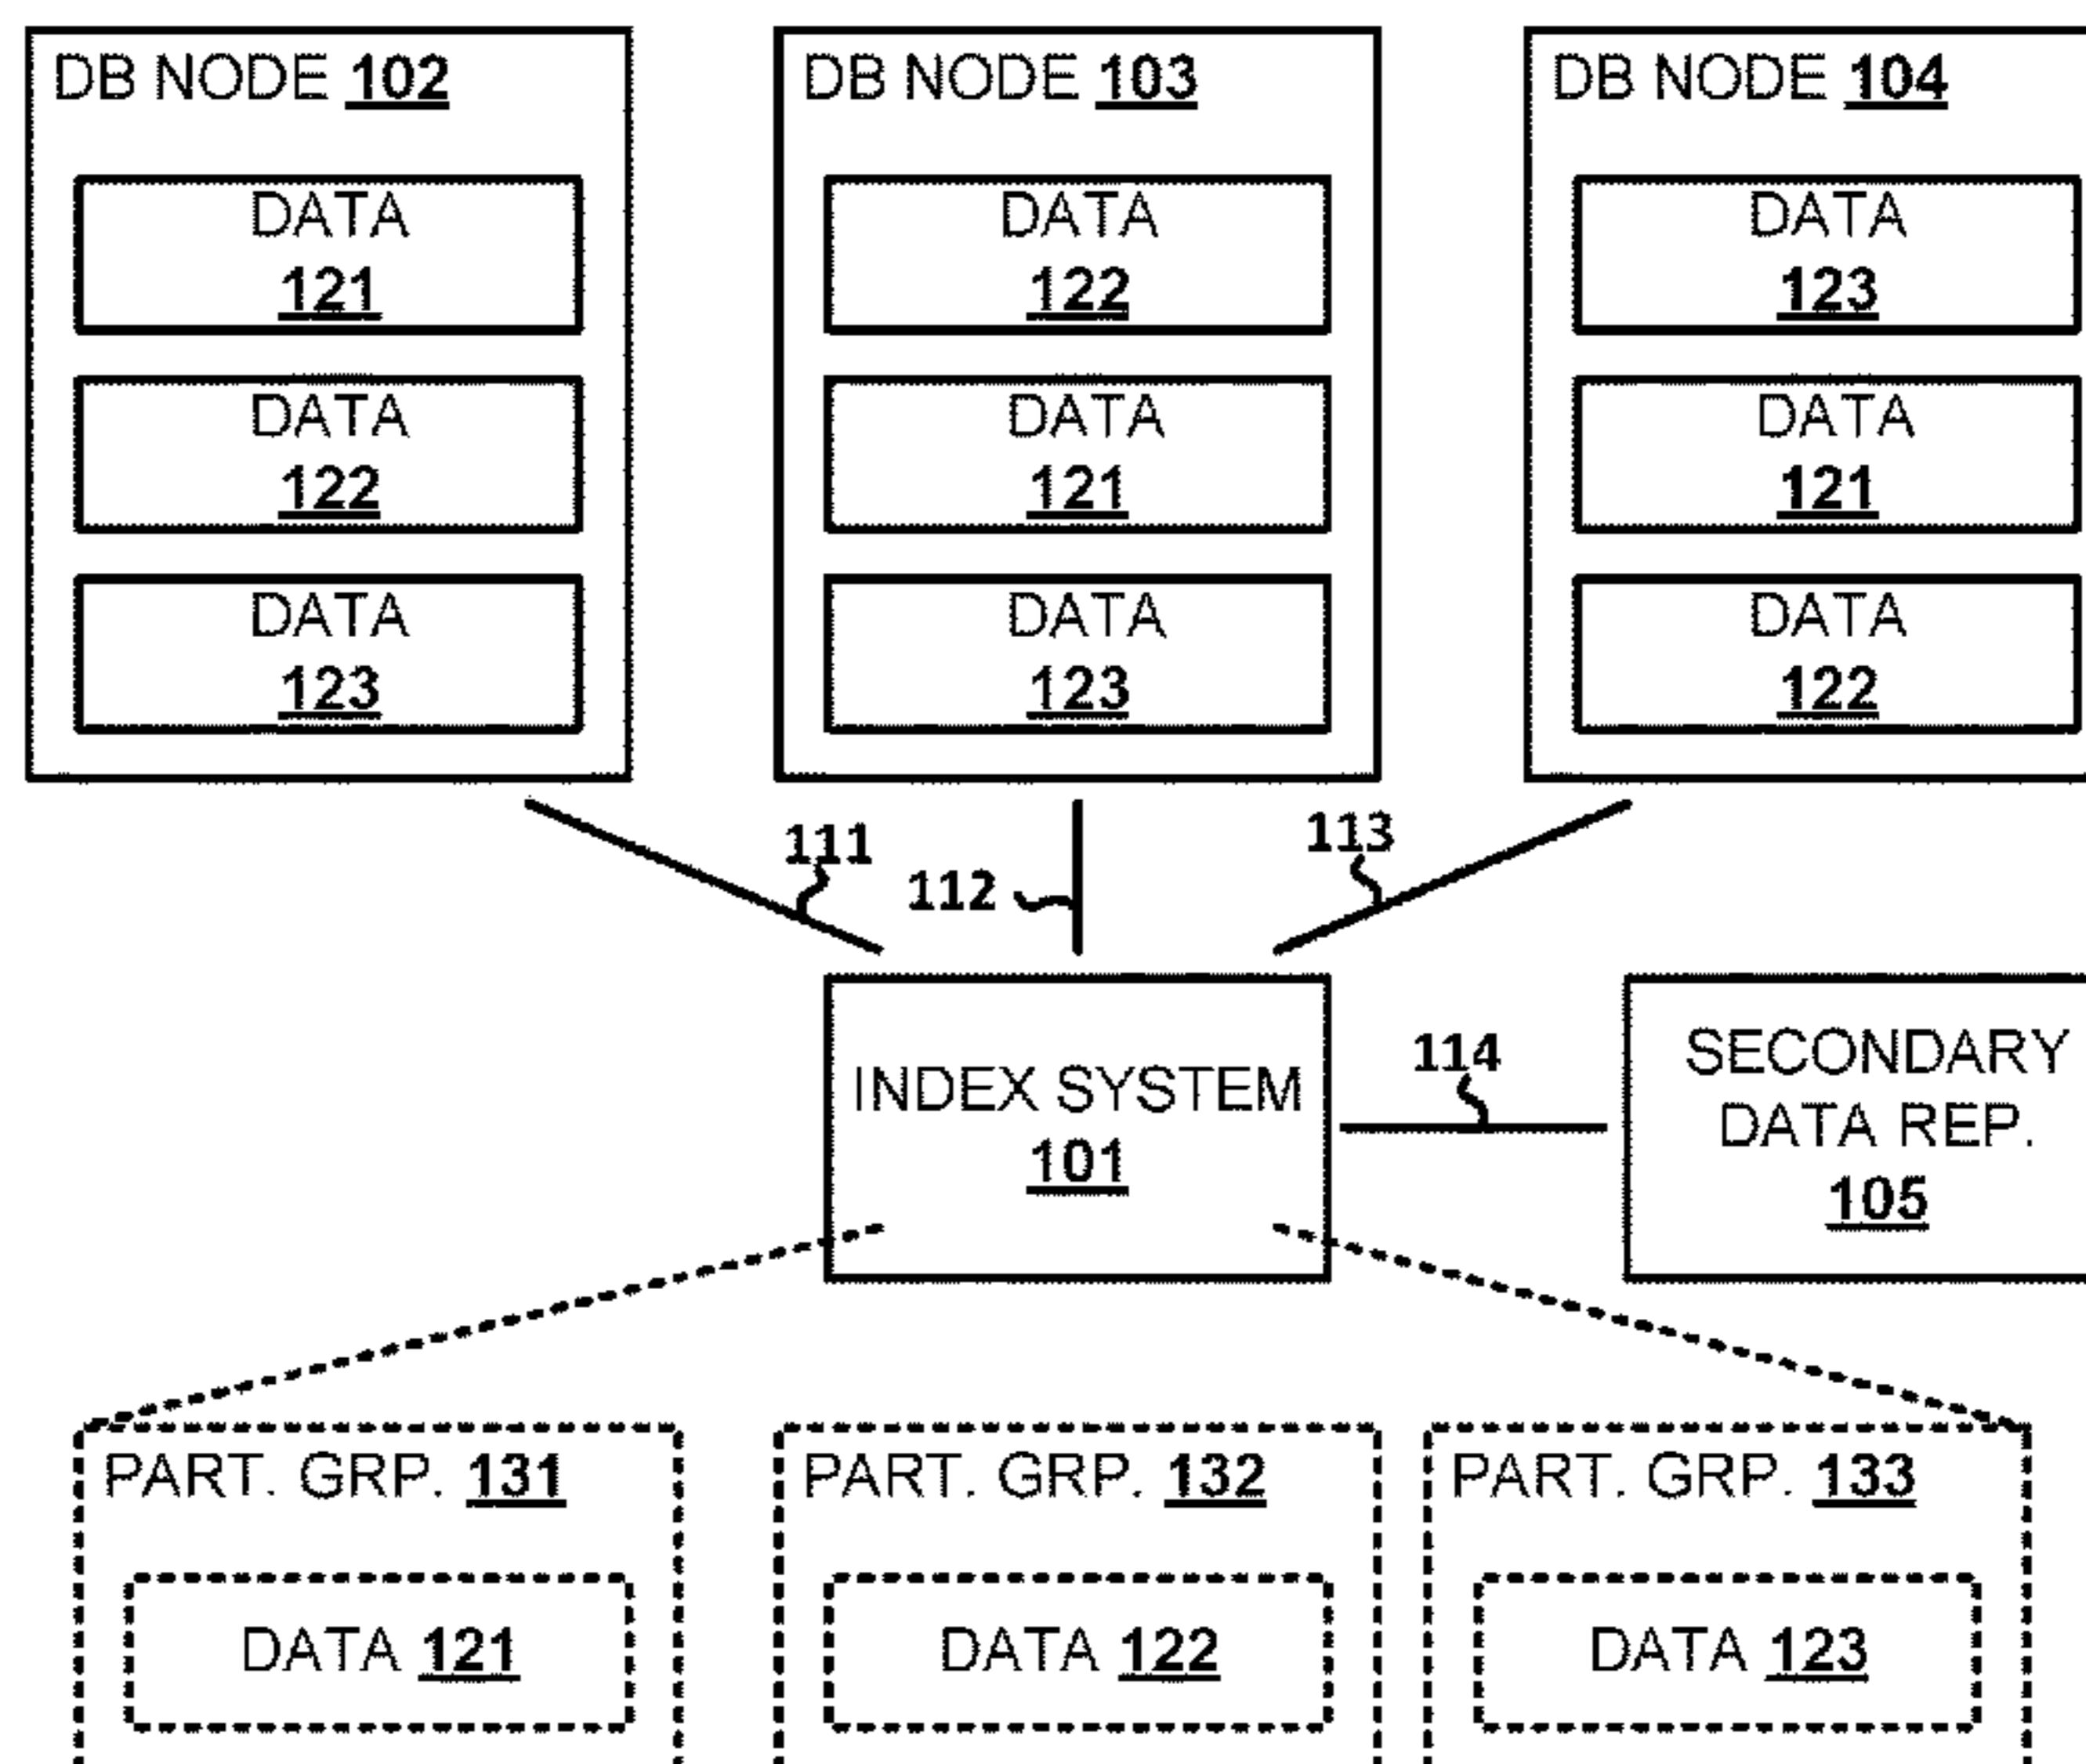 DB NODE 102
DATA
121
DATA
122
DATA
123
DB NODE 103
DATA
122
DATA
121
DATA
123
DB NODE 104
DATA
123
DATA
121
DATA
122
111
112
113
INDEX SYSTEM
101
114
SECONDARY
DATA REP.
105
PART. GRP. 131
DATA 121
PART. GRP. 132
DATA 122
PART. GRP. 133
DATA 123